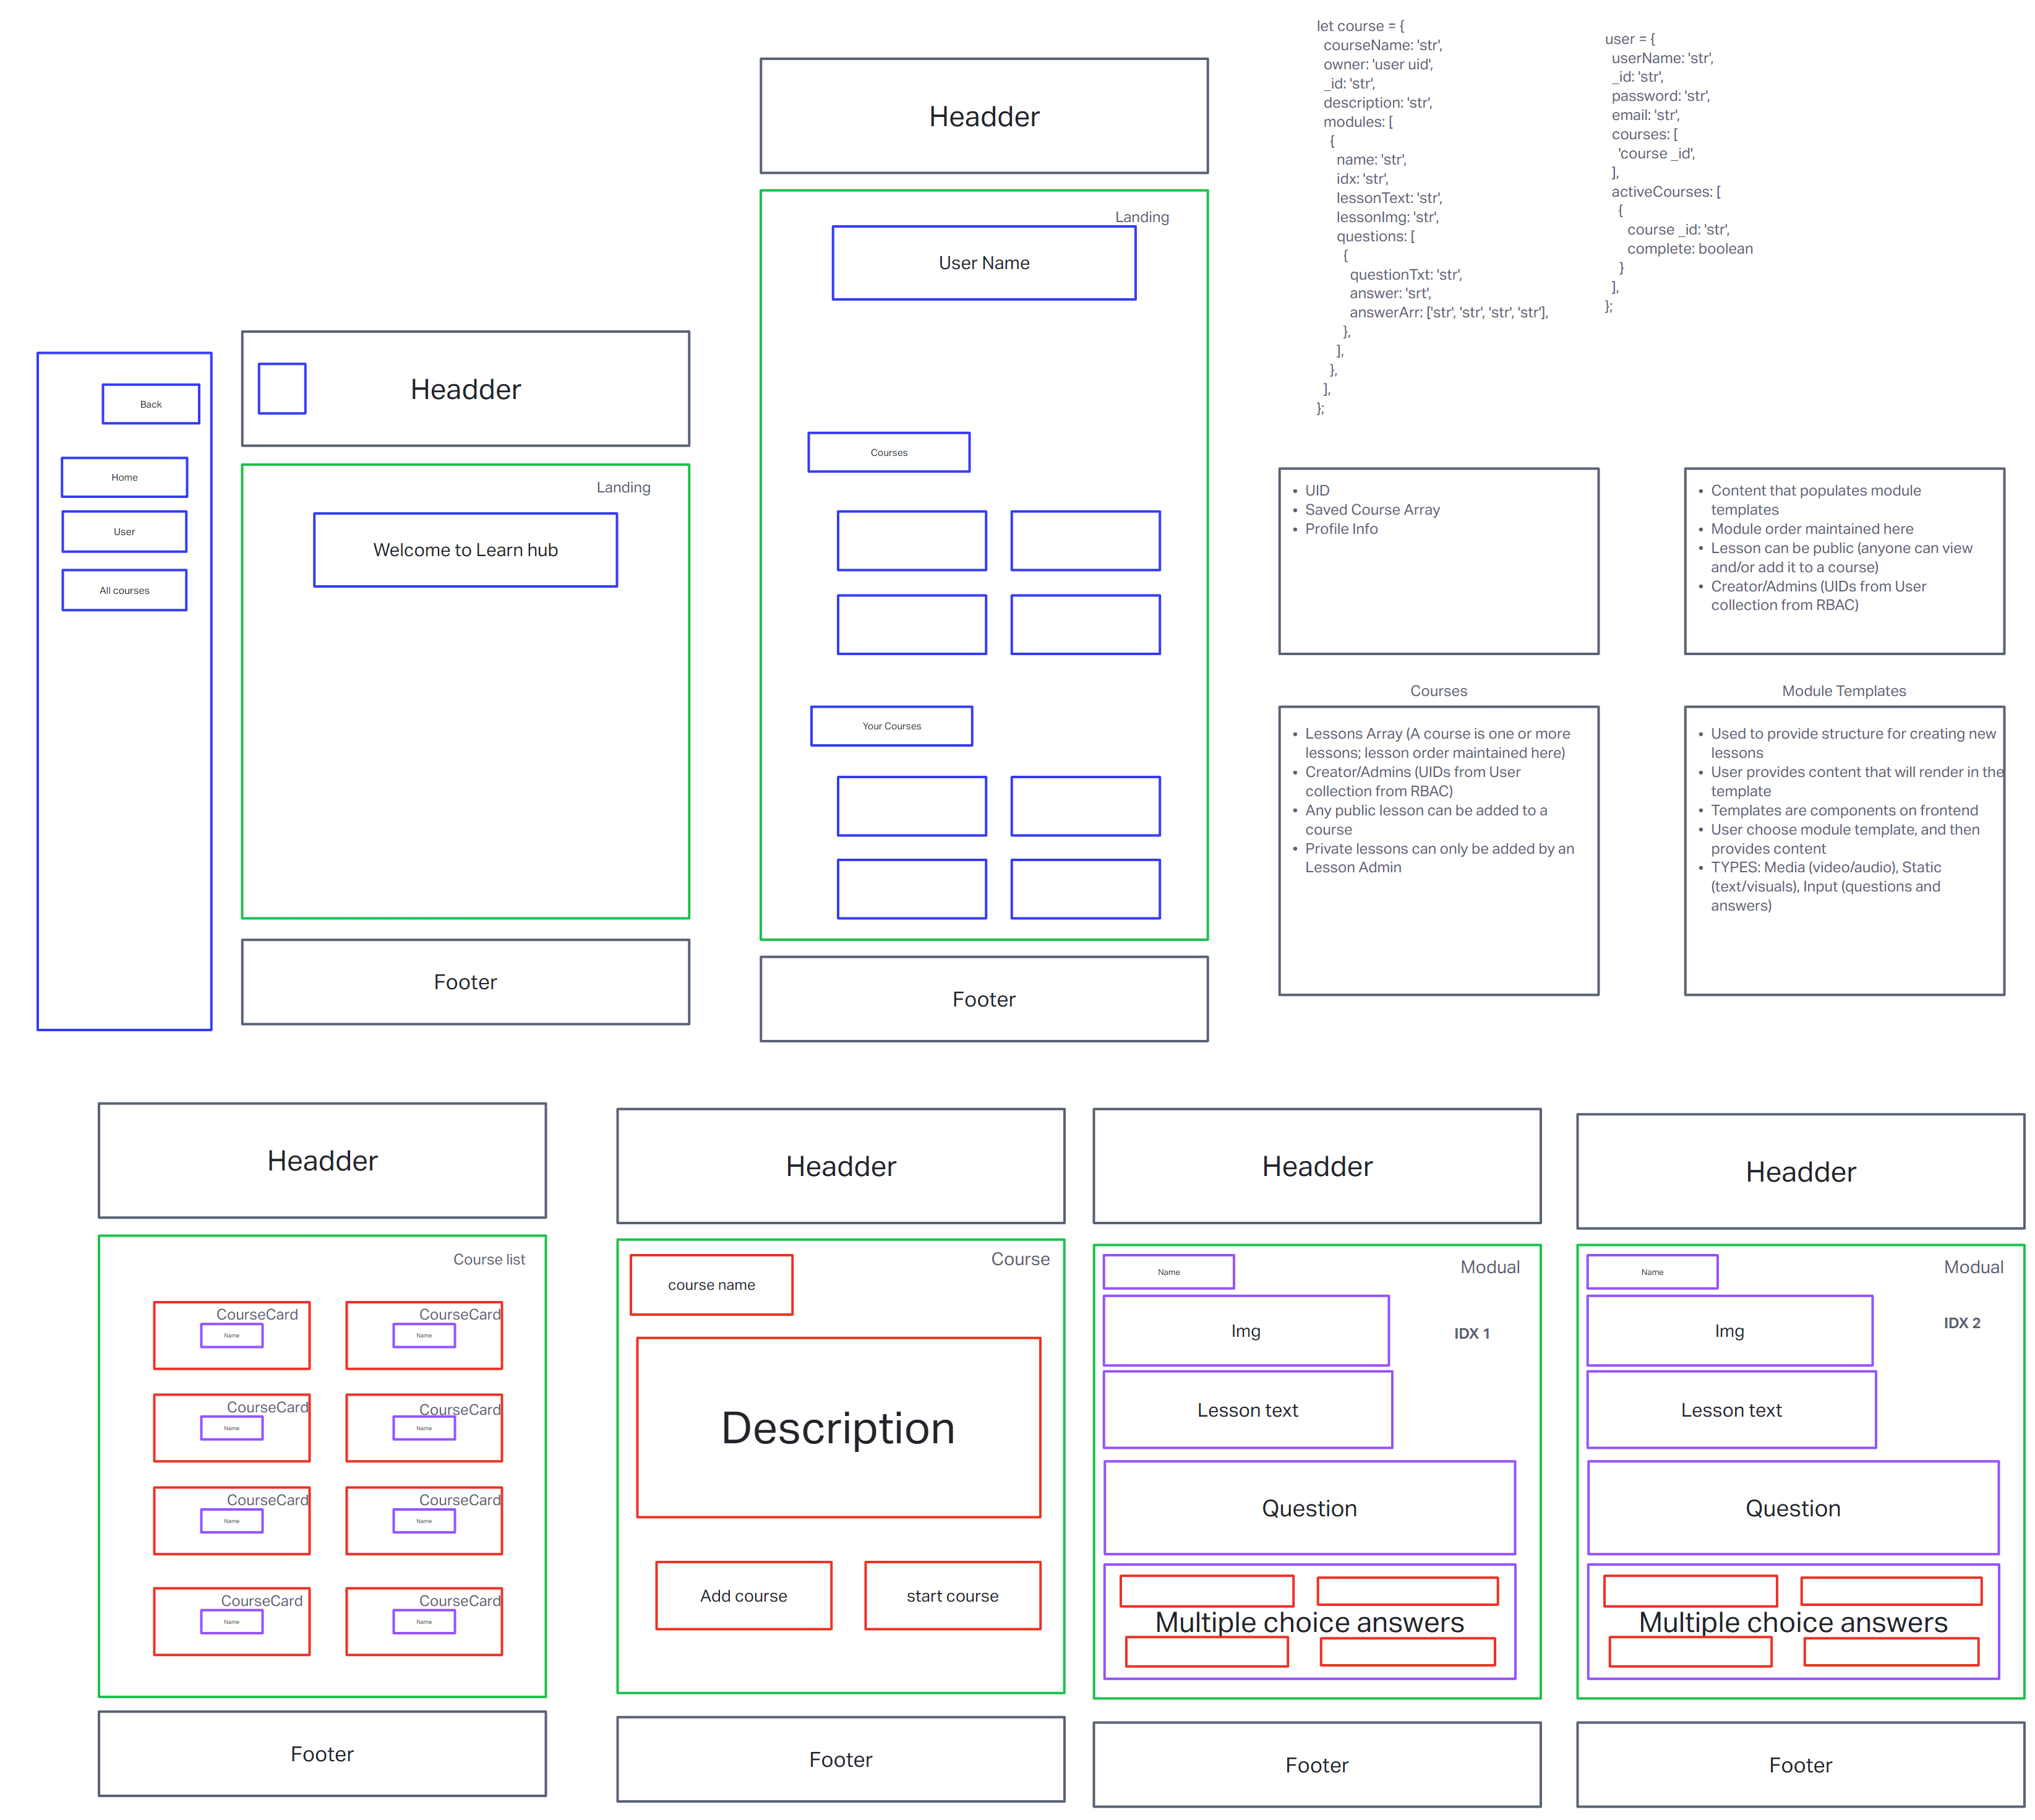 Back
Home
User
All courses
Headder
Landing
Welcome to Learn hub
Footer
Headder
Landing
User Name
Courses
Your Courses
Footer
let course = {
courseName: 'str',
owner: 'user uid',
_id: 'str',
description: 'str',
modules: [
{
name: 'str',
idx: 'str',
lessonText: 'str',
lessonImg: 'str',
questions: [
{
questionTxt: 'str',
answer: 'srt',
answerArr: ['str', 'str', 'str', 'str'],
},
],
},
],
};
user = {
userName: 'str',
_id: 'str',
password: 'str',
email: 'str',
courses: [
'course _id',
],
activeCourses: [
{
course _id: 'str',
complete: boolean
}
],
};
• UID
• Saved Course Array
• Profile Info
• Content that populates module
templates
• Module order maintained here
• Lesson can be public (anyone can view
and/or add it to a course)
• Creator/Admins (UIDs from User
collection from RBAC)
Courses
• Lessons Array (A course is one or more
lessons; lesson order maintained here)
• Creator/Admins (UIDs from User
collection from RBAC)
• Any public lesson can be added to a
course
• Private lessons can only be added by an
Lesson Admin
Module Templates
• Used to provide structure for creating new
lessons
• User provides content that will render in the
template
• Templates are components on frontend
• User choose module template, and then
provides content
• TYPES: Media (video/audio), Static
(text/visuals), Input (questions and
answers)
Headder
Course list
CourseCard
Name
CourseCard
Name
CourseCard
Name
CourseCard
Name
CourseCard
Name
CourseCard
Name
CourseCard
Name
CourseCard
Name
Footer
Headder
Course
course name
Description
Add course
start course
Footer
Headder
Modual
Name
Img
IDX 1
Lesson text
Question
Multiple choice answers
Footer
Headder
Modual
Name
Img
IDX 2
Lesson text
Question
Multiple choice answers
Footer